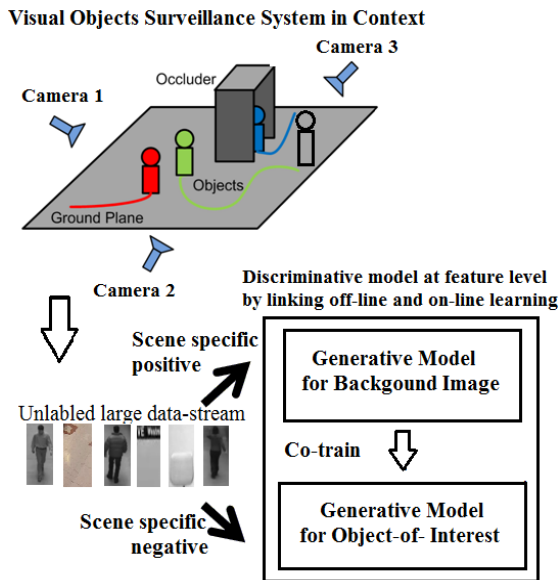 Visual Objects Surveillance System in Context
Camera 3
Occluder
Camera 1
Objects
Ground Plane
Camera 2
Discriminative model at feature level
by linking off-line and on-line learning
Scene specific
positive
Generative Model
for Backgound Image
Unlabled large data-stream
Co-train
Scene specific
negative
Generative Model
for Object-of- Interest